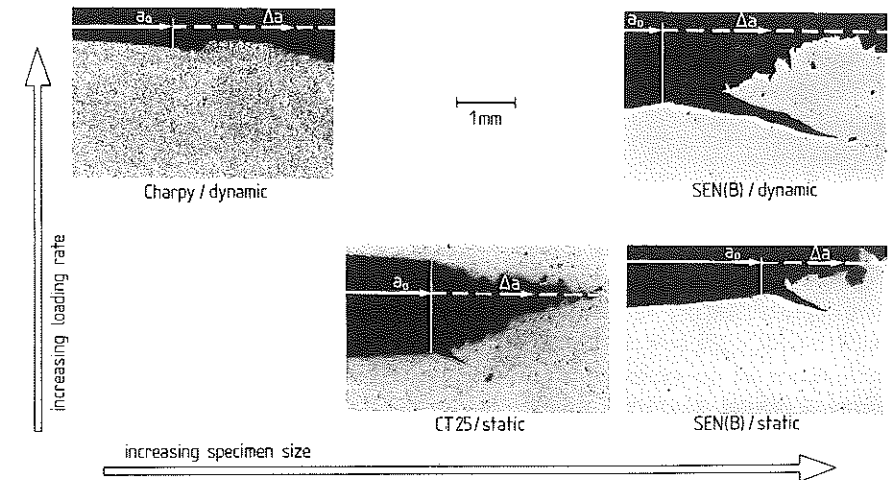 a₀ Δa
Charpy / dynamic
1mm
a₀ Δa
SEN(B) / dynamic
increasing loading rate
a₀ Δa
CT25/static
a₀ Δa
SEN(B) / static
increasing specimen size